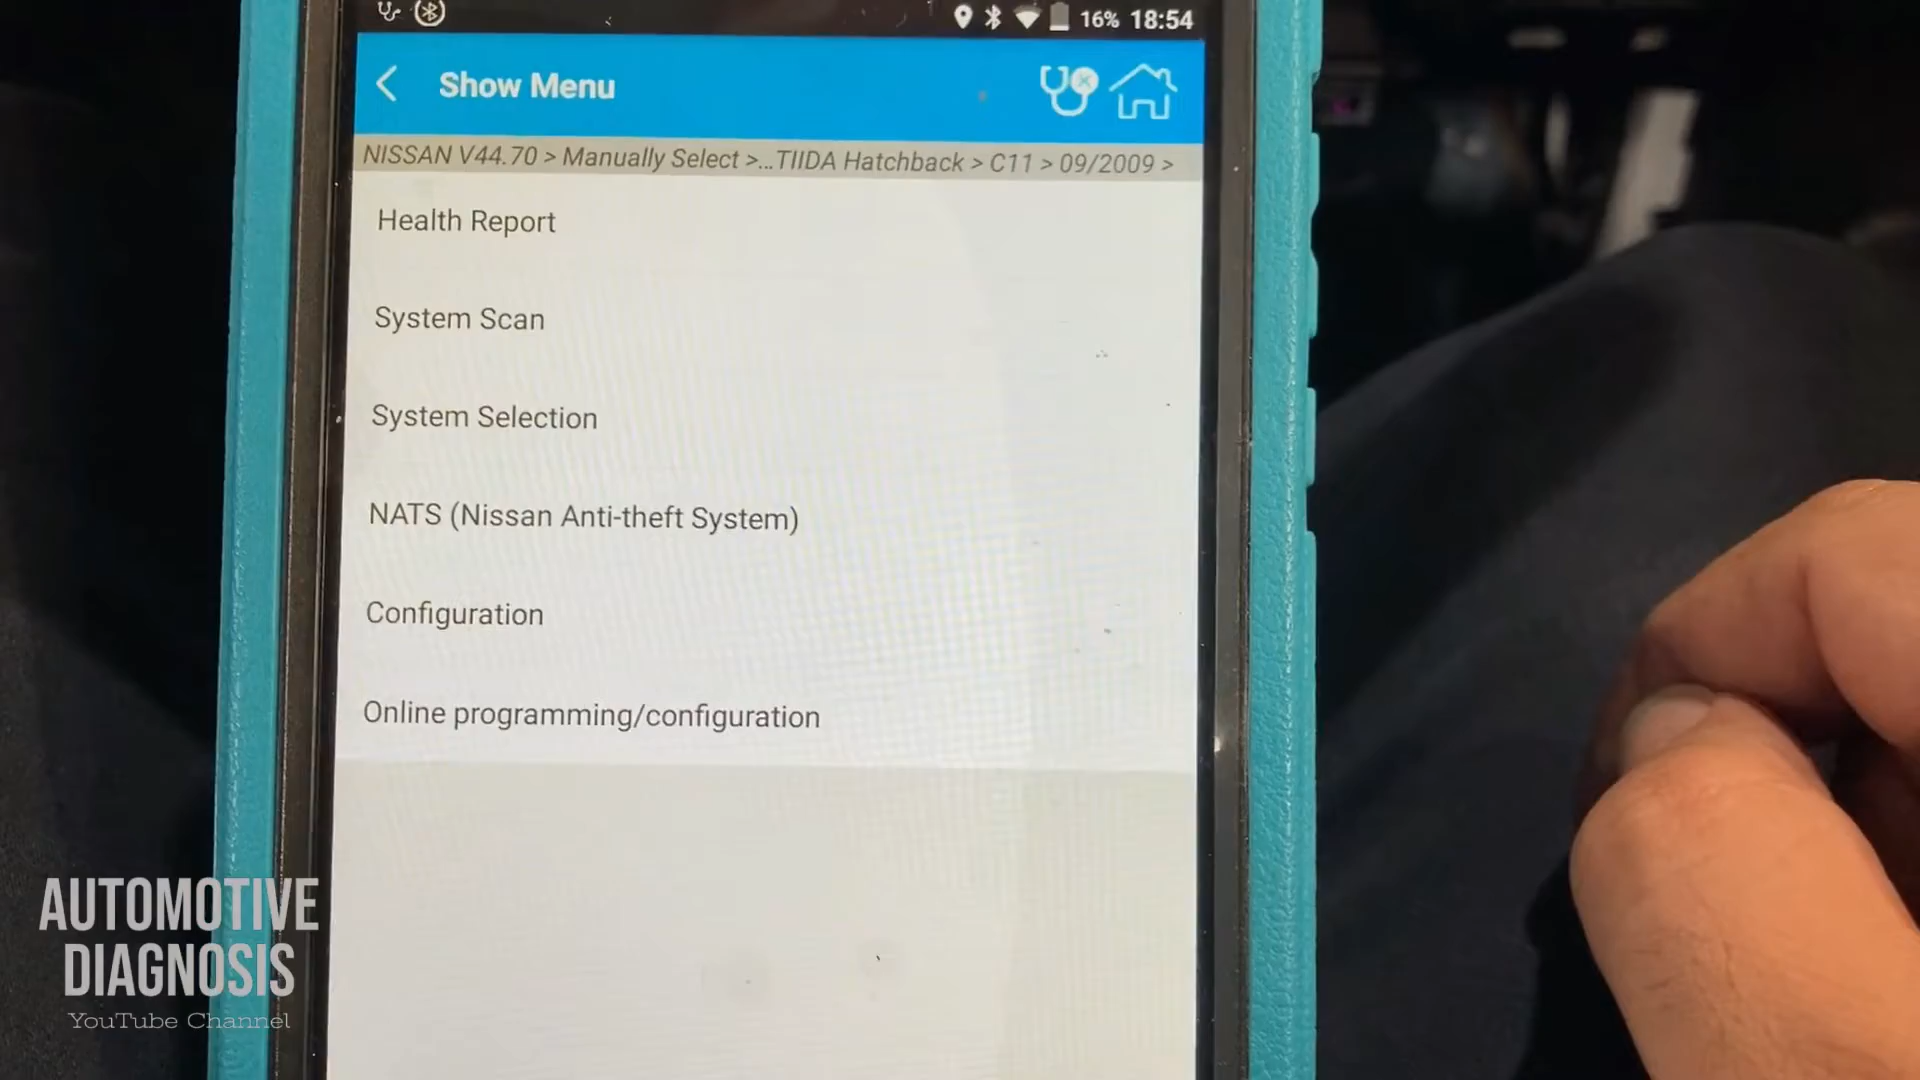 16% 18:54
Show Menu
NISSAN V44.70 > Manually Select >...TIIDA Hatchback > C11 > 09/2009 >
Health Report
System Scan
System Selection
NATS (Nissan Anti-theft System)
Configuration
Online programming/configuration
AUTOMOTIVE
DIAGNOSIS
YouTube Channel